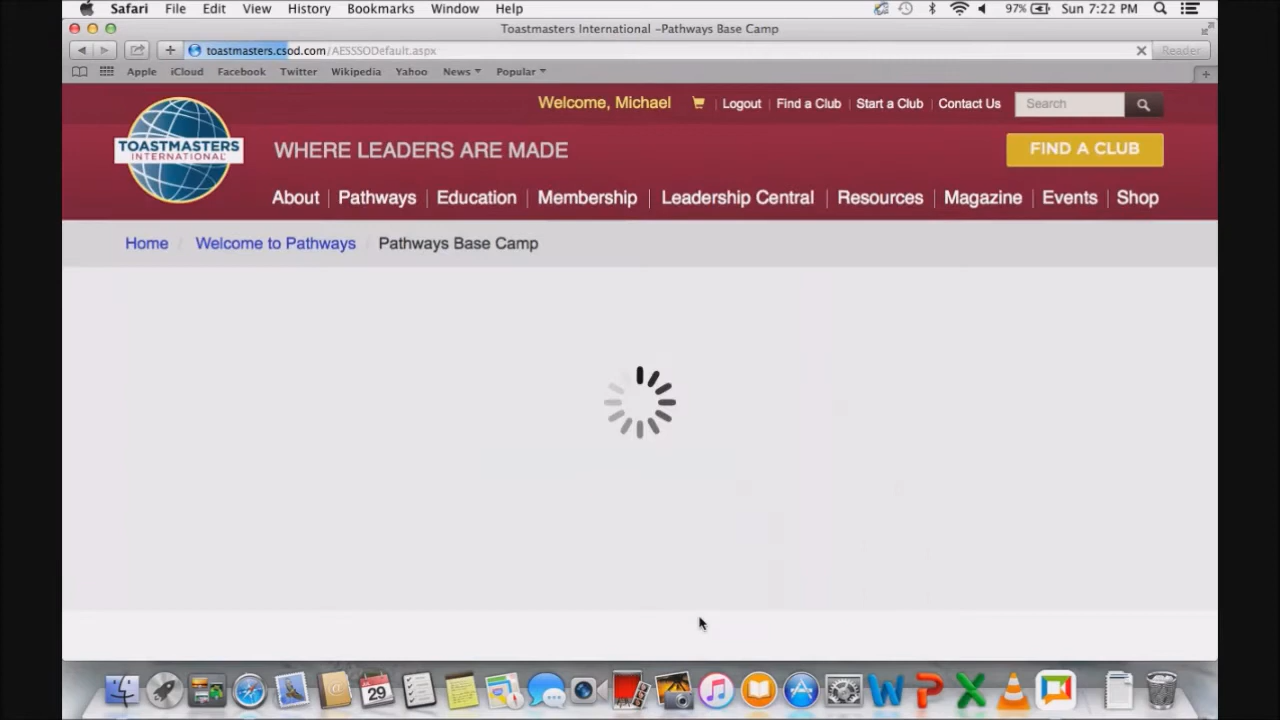 Safari File Edit View History Bookmarks Window Help 97% Sun 7:22 PM
Toastmasters International -Pathways Base Camp
toastmasters.csod.com/AESSSODefault.aspx Reader
Apple iCloud Facebook Twitter Wikipedia Yahoo News Popular
Welcome, Michael Logout Find a Club Start a Club Contact Us Search
TOASTMASTERS
INTERNATIONAL
WHERE LEADERS ARE MADE FIND A CLUB
About Pathways Education Membership Leadership Central Resources Magazine Events Shop
Home / Welcome to Pathways / Pathways Base Camp
29